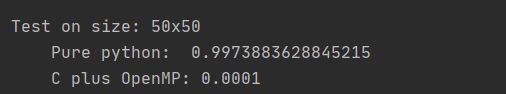 Test on size: 50x50
Pure python:  0.9973883628845215
C plus OpenMP: 0.0001